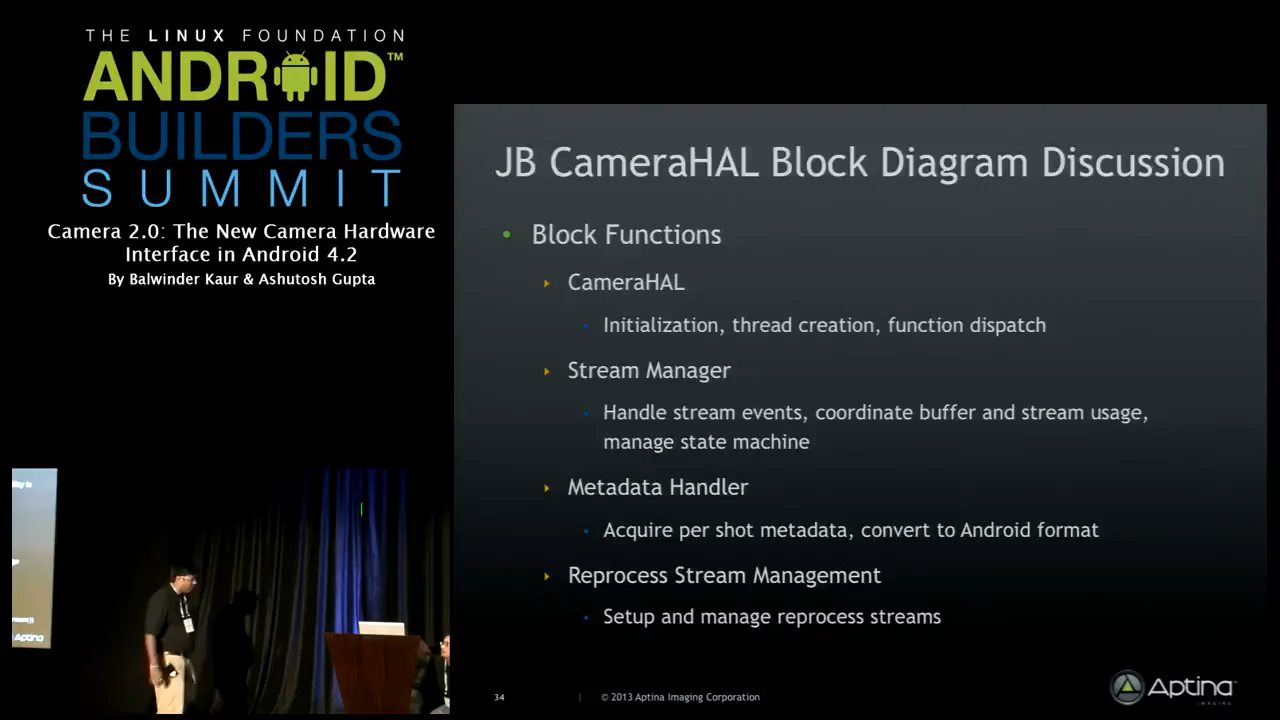 THE LINUX FOUNDATION
ANDROID™
BUILDERS
SUMMIT
Camera 2.0: The New Camera Hardware
Interface in Android 4.2
By Balwinder Kaur & Ashutosh Gupta
JB CameraHAL Block Diagram Discussion
• Block Functions
CameraHAL
Initialization, thread creation, function dispatch
Stream Manager
Handle stream events, coordinate buffer and stream usage,
manage state machine
Metadata Handler
Acquire per shot metadata, convert to Android format
Reprocess Stream Management
Setup and manage reprocess streams
34 | © 2013 Aptina Imaging Corporation
Aptina
IMAGING
Aptina